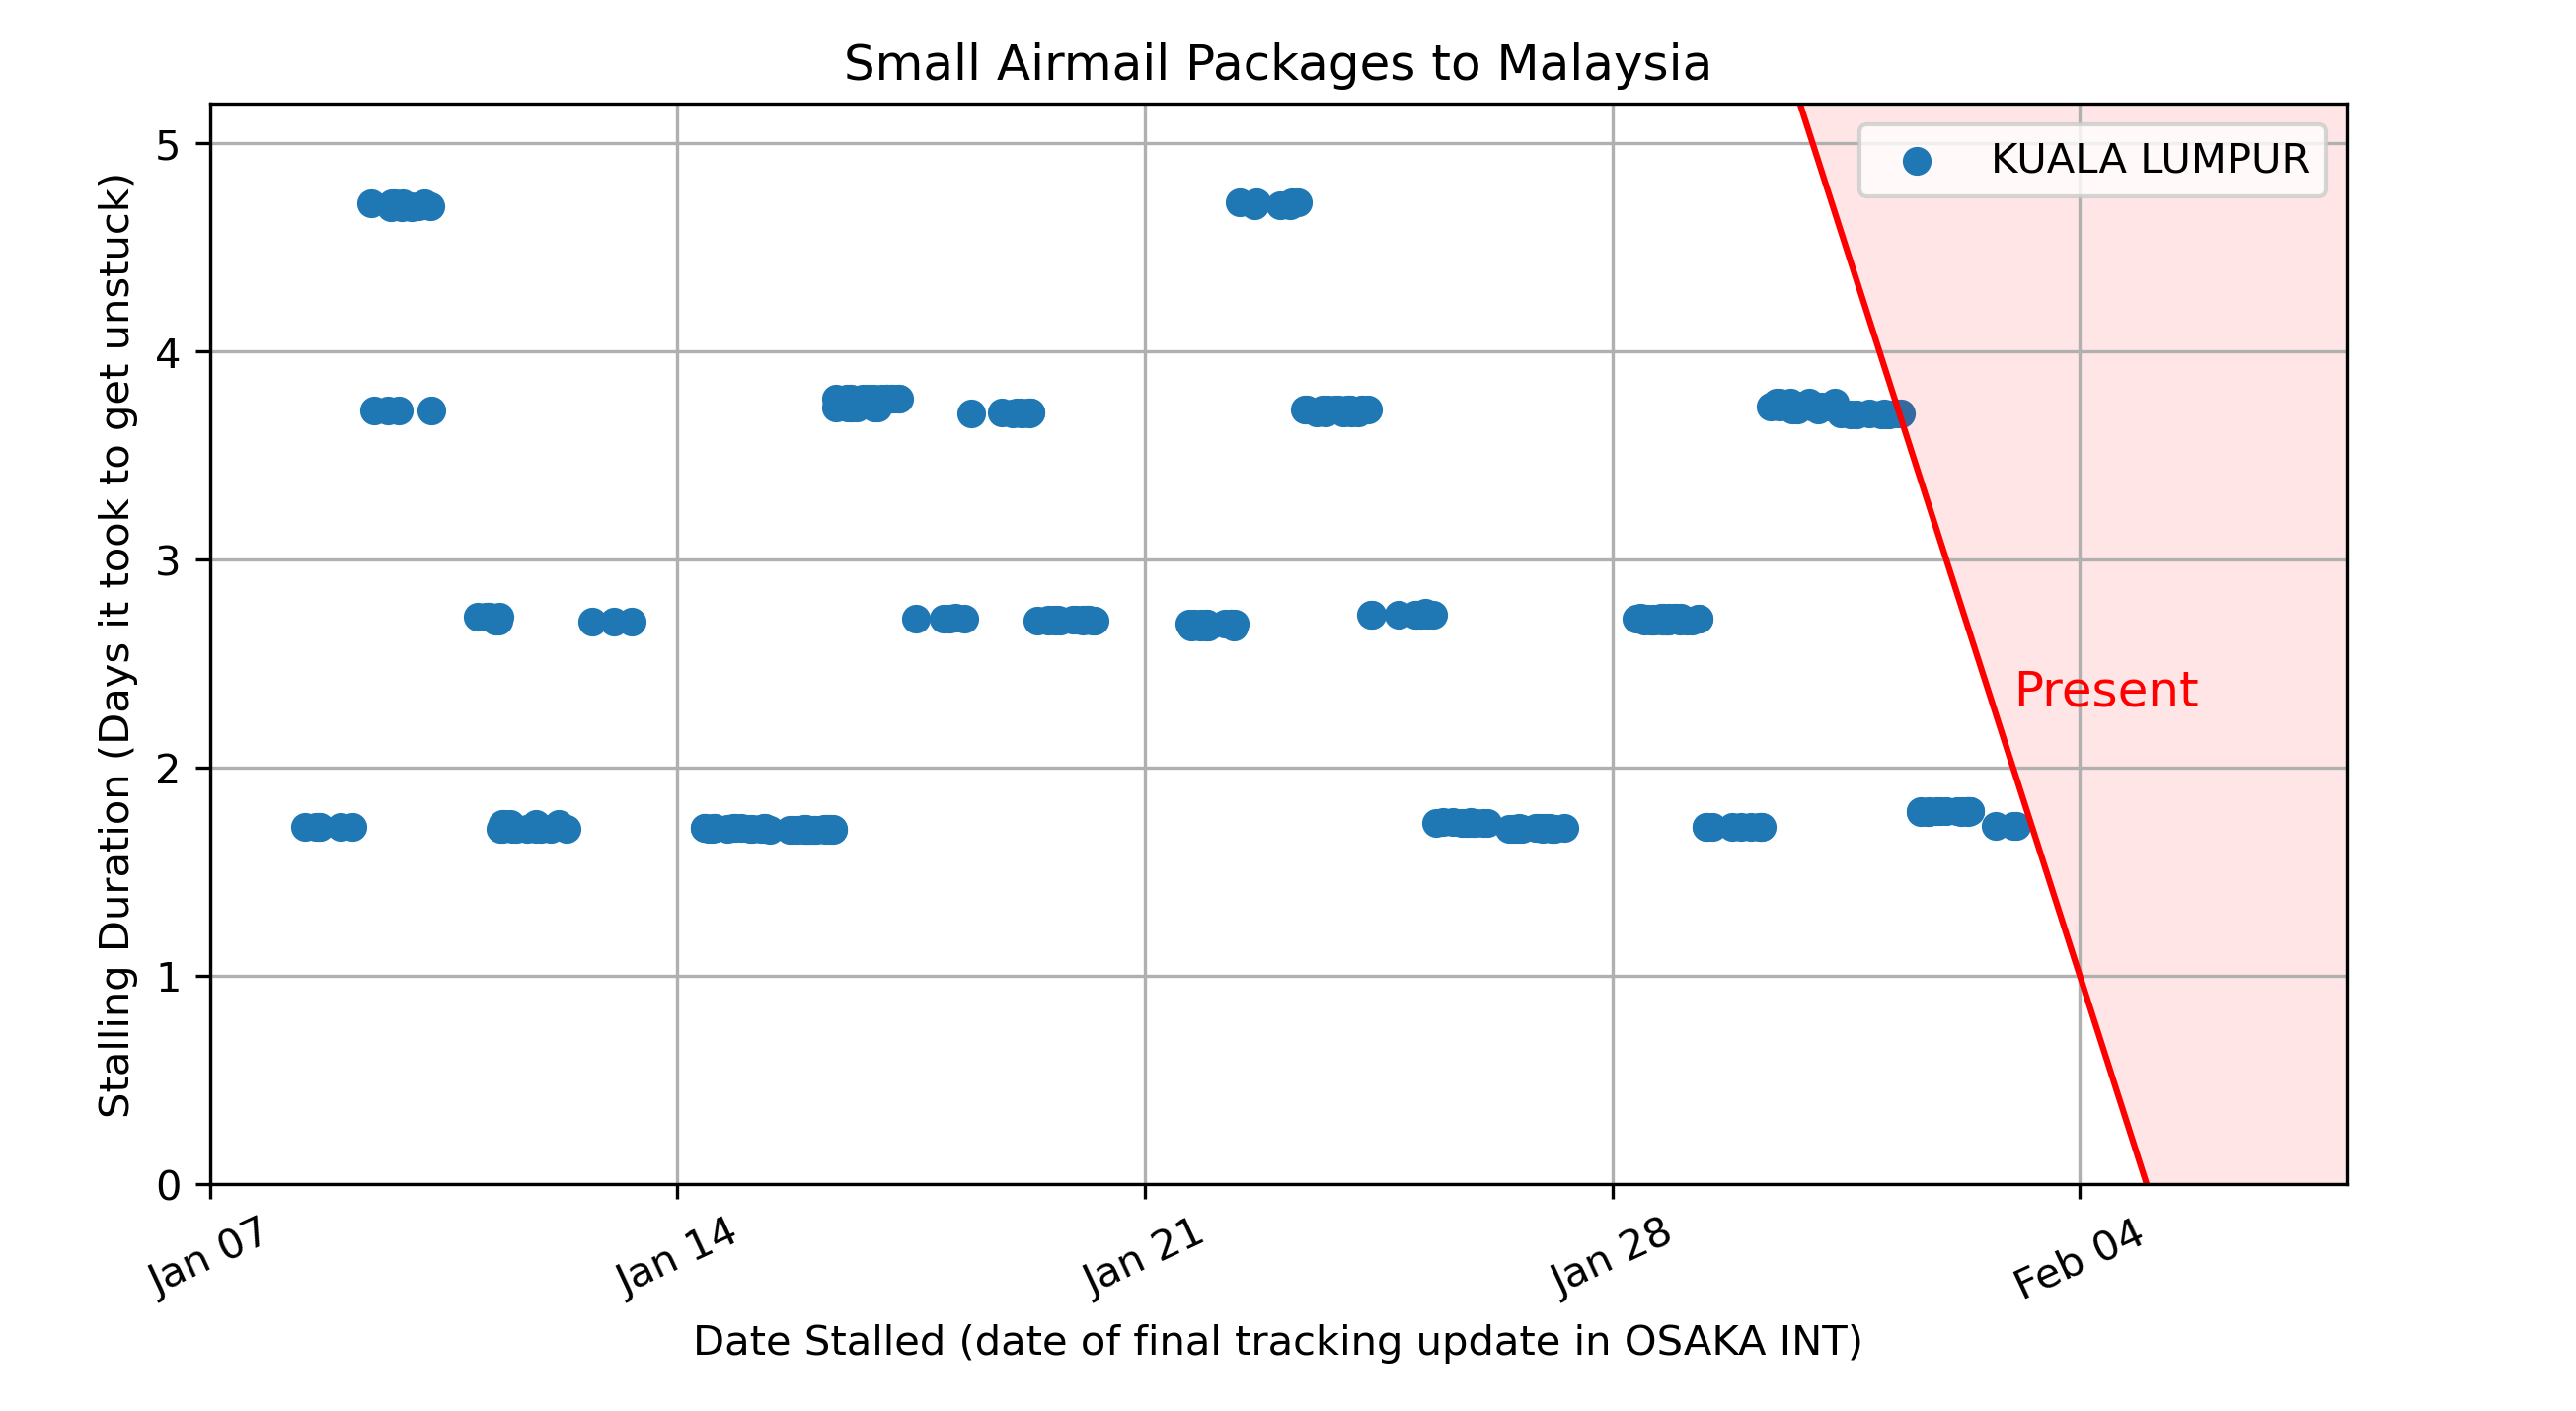 Small Airmail Packages to Malaysia
KUALA LUMPUR
Stalling Duration (Days it took to get unstuck)
5
4
3
2
1
0
Present
Jan 07
Jan 14
Jan 21
Jan 28
Feb 04
Date Stalled (date of final tracking update in OSAKA INT)